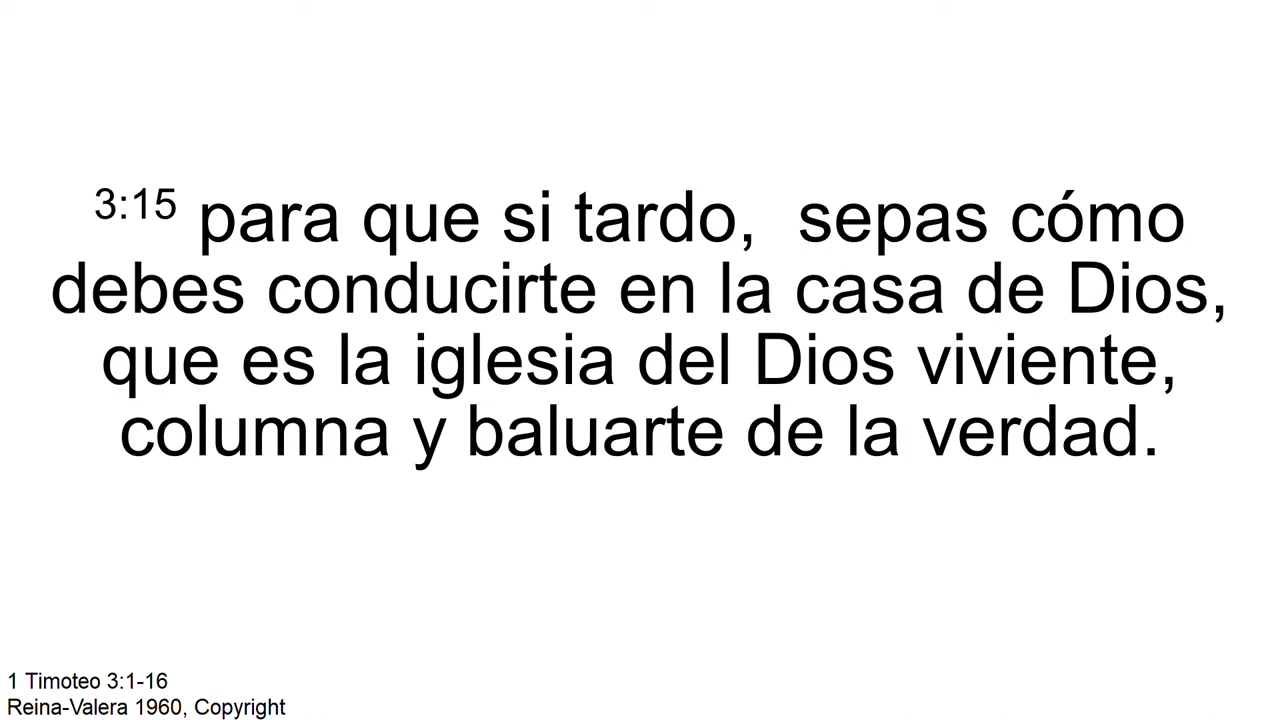 3:15 para que si tardo,  sepas cómo
debes conducirte en la casa de Dios,
que es la iglesia del Dios viviente,
columna y baluarte de la verdad.
1 Timoteo 3:1-16
Reina-Valera 1960, Copyright